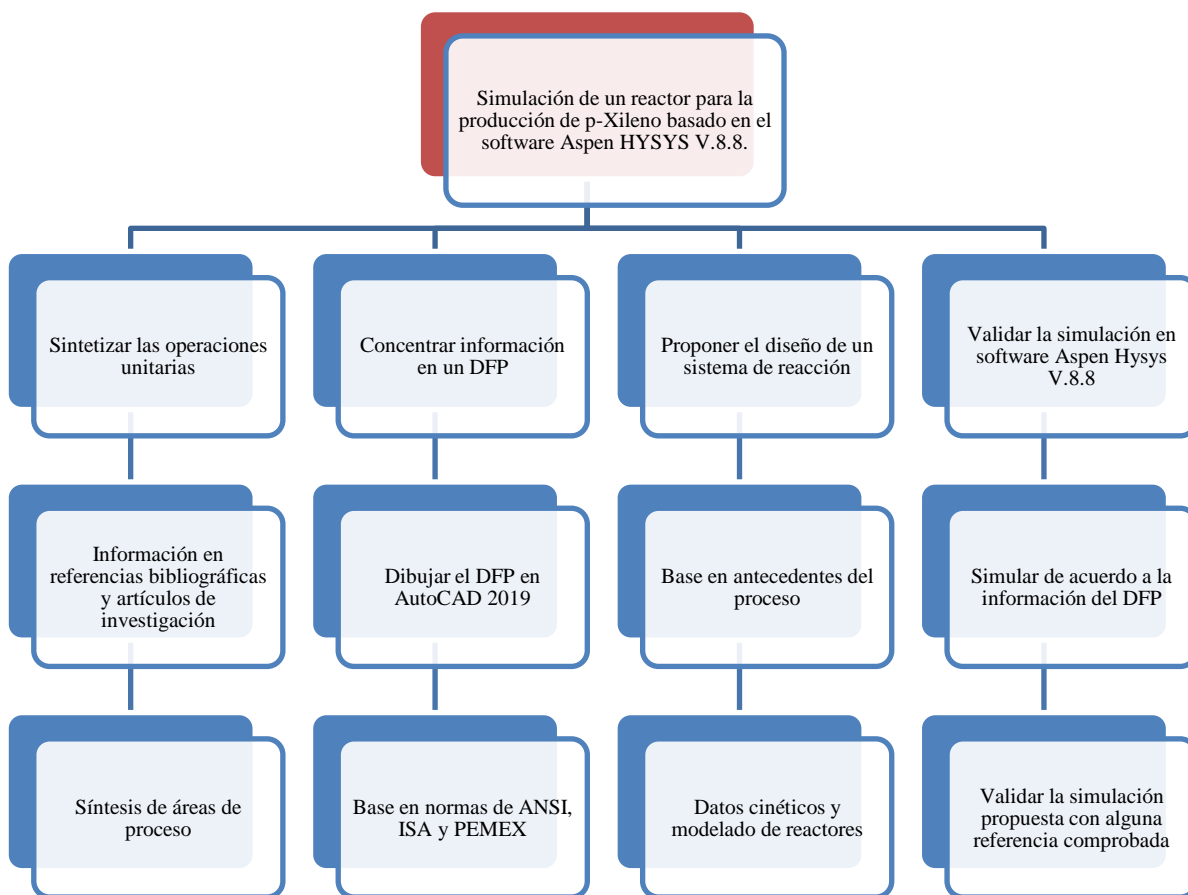 Simulación de un reactor para la
producción de p-Xileno basado en el
software Aspen HYSYS V.8.8.
Sintetizar las operaciones
unitarias
Concentrar información
en un DFP
Proponer el diseño de un
sistema de reacción
Validar la simulación en
software Aspen Hysys
V.8.8
Información en
referencias bibliográficas
y artículos de
investigación
Dibujar el DFP en
AutoCAD 2019
Base en antecedentes del
proceso
Simular de acuerdo a la
información del DFP
Síntesis de áreas de
proceso
Base en normas de ANSI,
ISA y PEMEX
Datos cinéticos y
modelado de reactores
Validar la simulación
propuesta con alguna
referencia comprobada